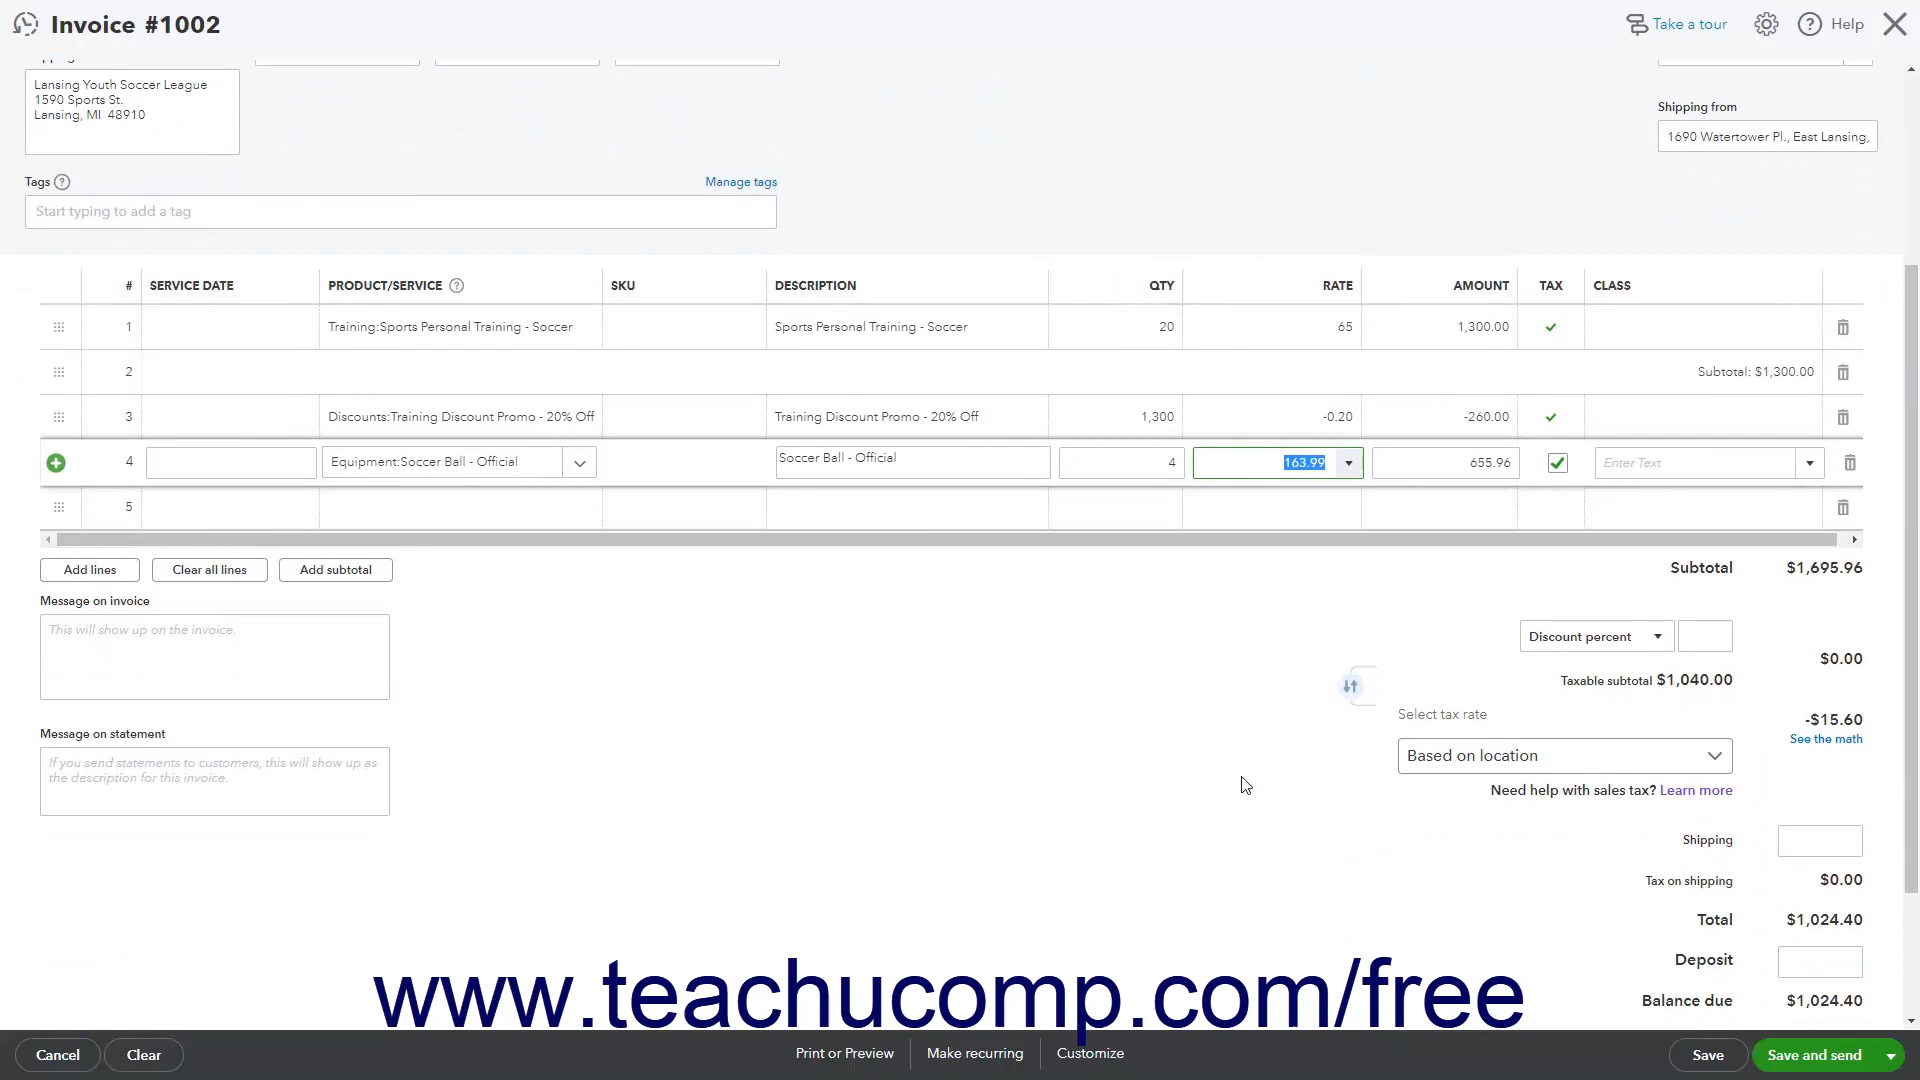 Invoice #1002
Take a tour
Help
Lansing Youth Soccer League
1590 Sports St.
Lansing, MI 48910
Shipping from
1690 Watertower Pl., East Lansing,
Tags
Manage tags
Start typing to add a tag
# SERVICE DATE PRODUCT/SERVICE SKU DESCRIPTION QTY RATE AMOUNT TAX CLASS
1 Training:Sports Personal Training - Soccer Sports Personal Training - Soccer 20 65 1,300.00
2 Subtotal: $1,300.00
3 Discounts:Training Discount Promo - 20% Off Training Discount Promo - 20% Off 1,300 -0.20 -260.00
4 Equipment:Soccer Ball - Official Soccer Ball - Official 4 163.99 655.96 Enter Text
5
Add lines Clear all lines Add subtotal
Subtotal $1,695.96
Message on invoice
This will show up on the invoice.
Discount percent
$0.00
Taxable subtotal $1,040.00
Select tax rate
-$15.60
See the math
Based on location
Need help with sales tax? Learn more
Message on statement
If you send statements to customers, this will show up as
the description for this invoice.
Shipping
Tax on shipping $0.00
Total $1,024.40
Deposit
Balance due $1,024.40
www.teachucomp.com/free
Cancel Clear Print or Preview Make recurring Customize Save Save and send